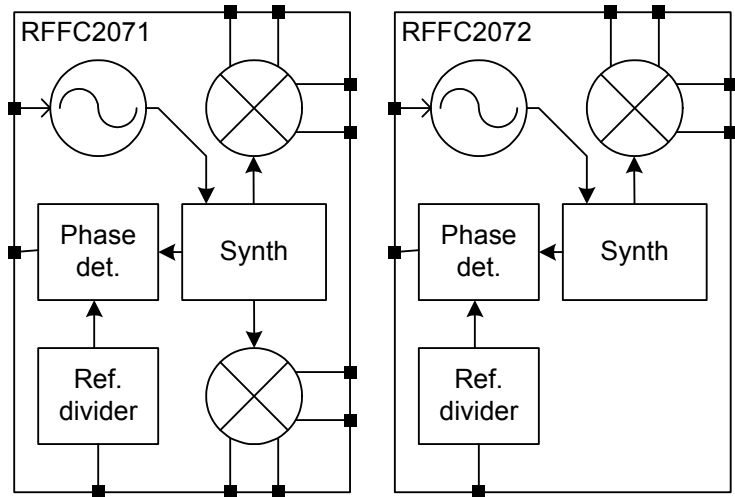 RFFC2071
Phase
det.
Synth
Ref.
divider
RFFC2072
Phase
det.
Synth
Ref.
divider